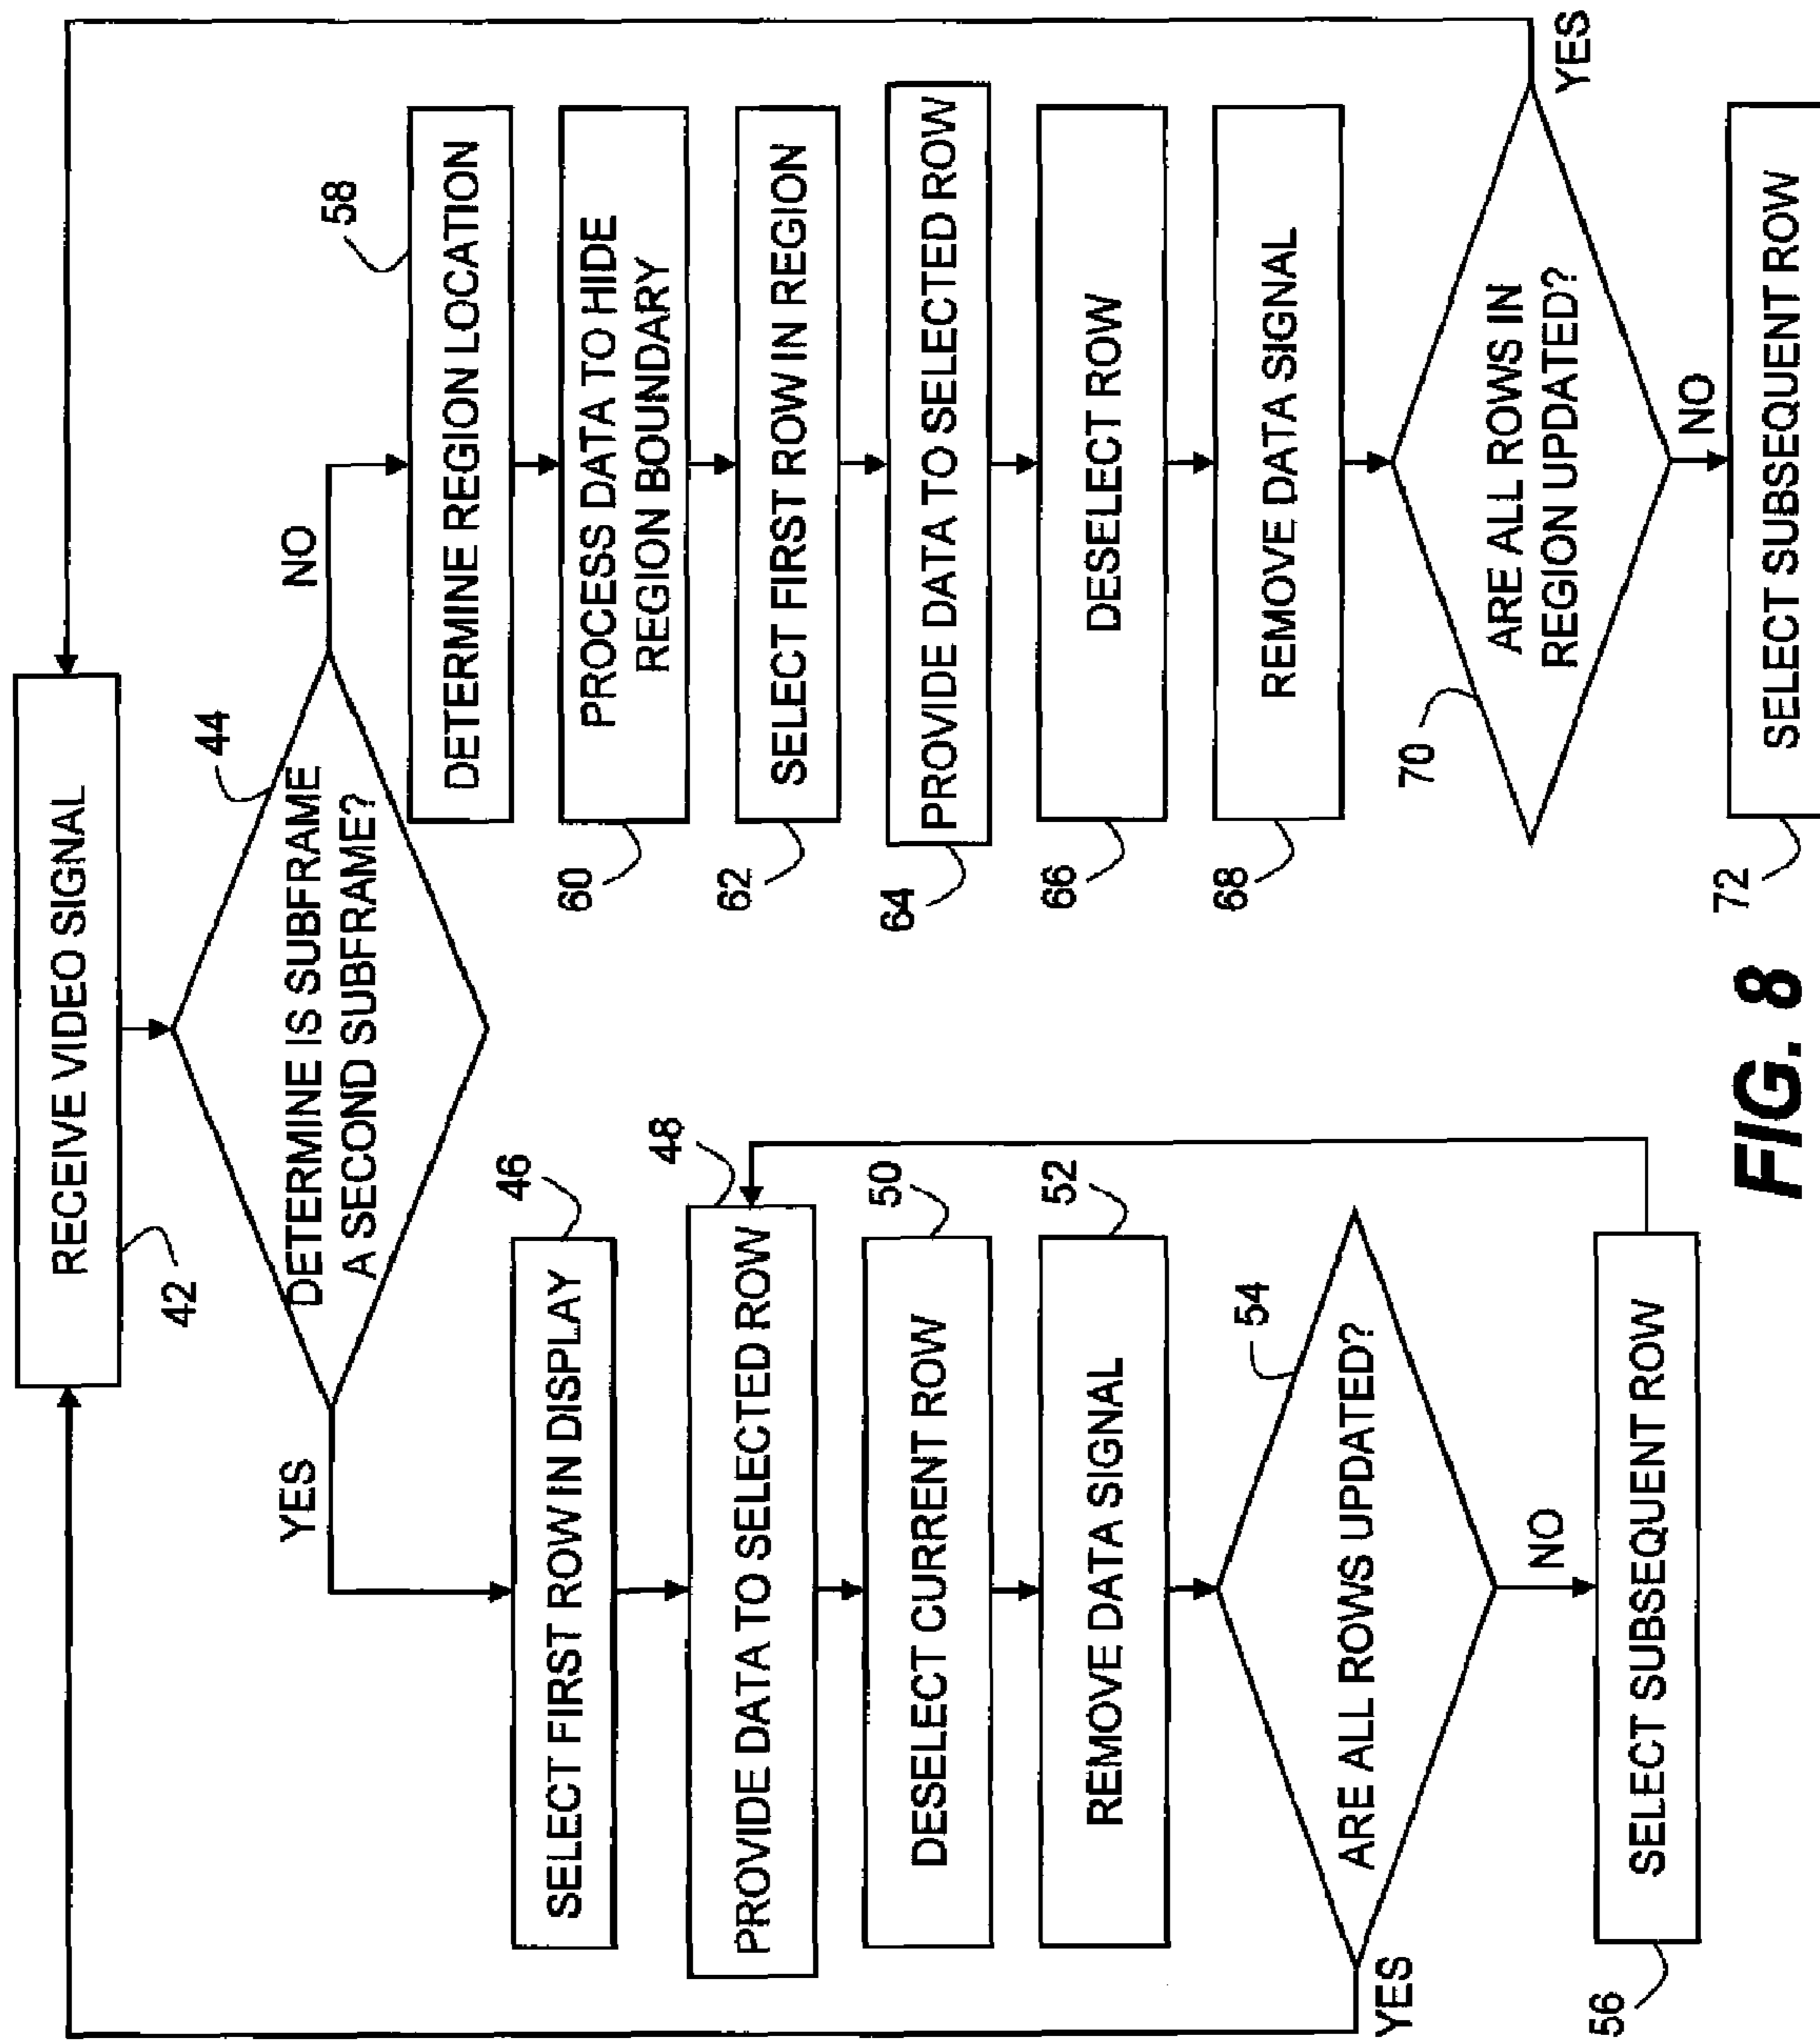 RECEIVE VIDEO SIGNAL
42
44
DETERMINE IS SUBFRAME
A SECOND SUBFRAME?
YES
NO
46
SELECT FIRST ROW IN DISPLAY
48
PROVIDE DATA TO SELECTED ROW
50
DESELECT CURRENT ROW
52
REMOVE DATA SIGNAL
54
ARE ALL ROWS UPDATED?
YES
NO
SELECT SUBSEQUENT ROW
56
58
DETERMINE REGION LOCATION
PROCESS DATA TO HIDE
REGION BOUNDARY
60
SELECT FIRST ROW IN REGION
62
PROVIDE DATA TO SELECTED ROW
64
DESELECT ROW
66
REMOVE DATA SIGNAL
68
ARE ALL ROWS IN
REGION UPDATED?
70
YES
NO
SELECT SUBSEQUENT ROW
72
FIG. 8